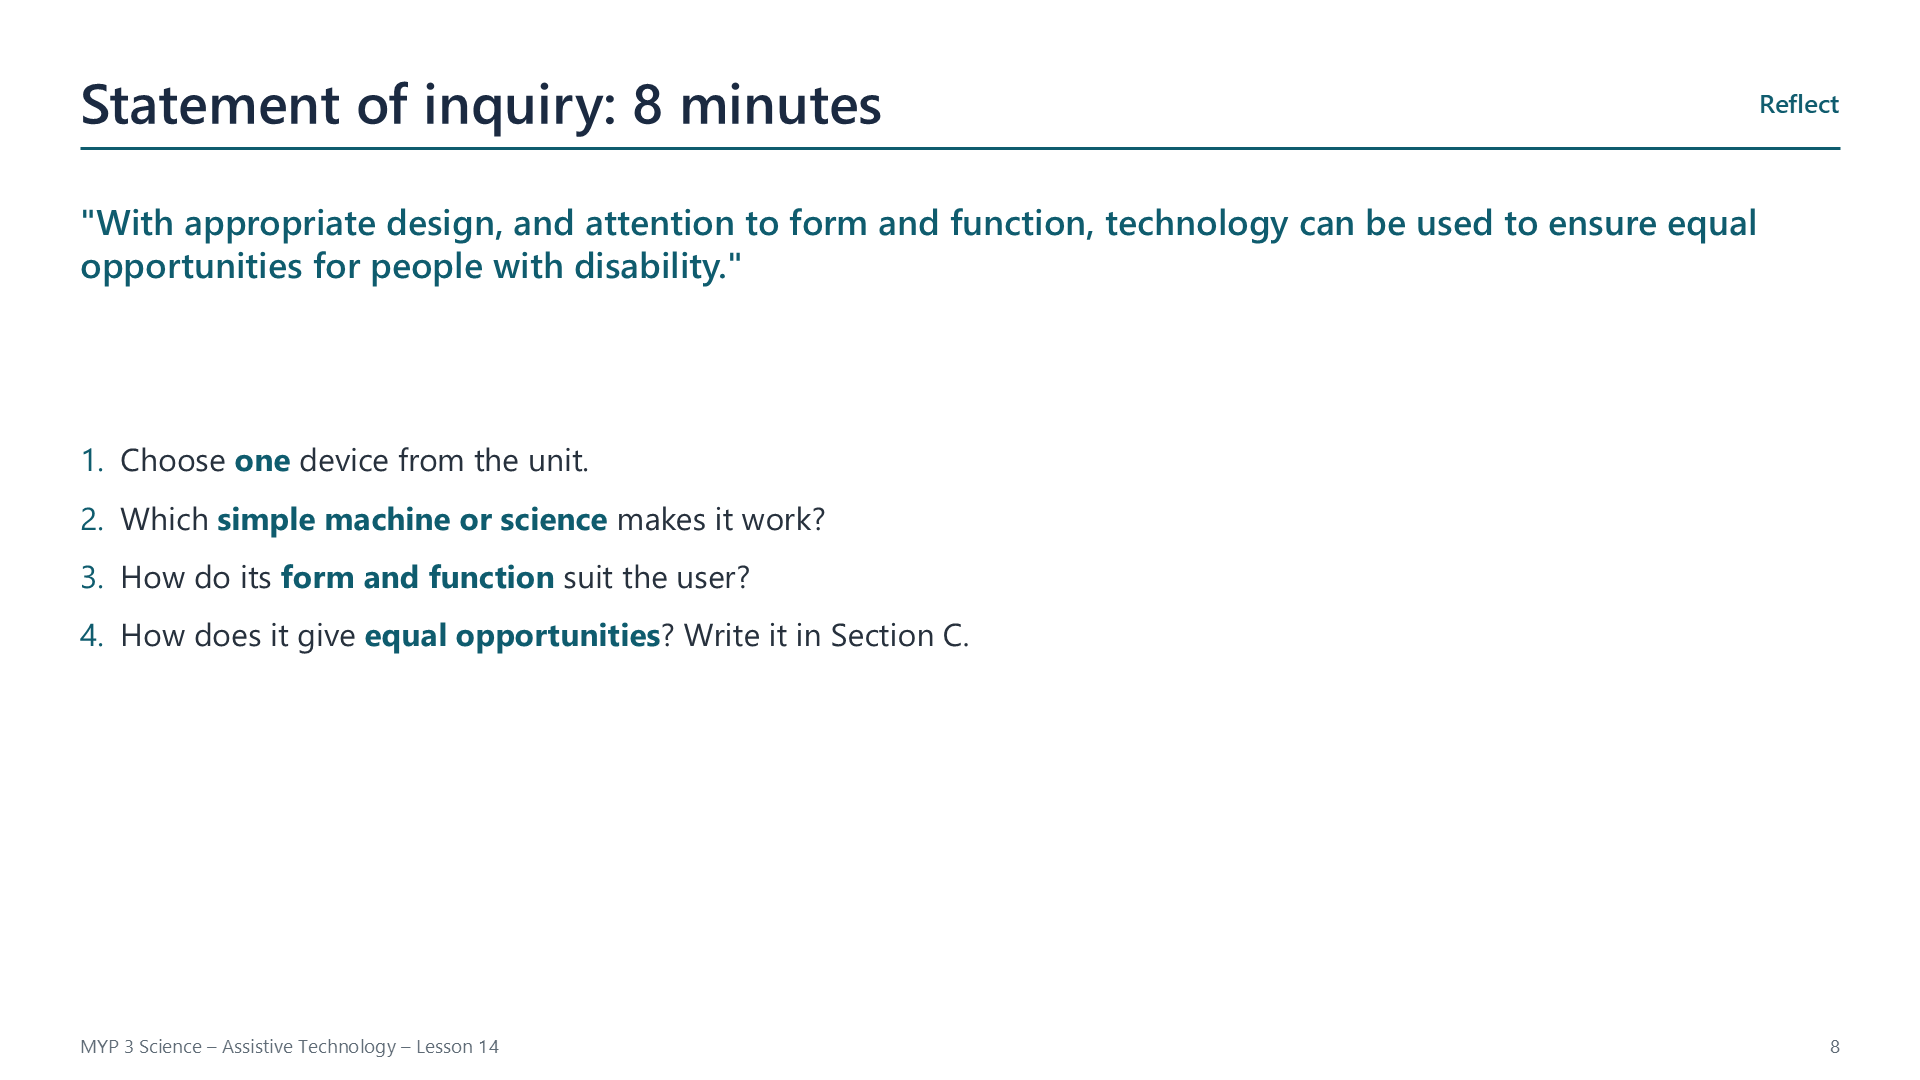 Statement of inquiry: 8 minutes
Reflect
"With appropriate design, and attention to form and function, technology can be used to ensure equal
opportunities for people with disability."
1. Choose one device from the unit.
2. Which simple machine or science makes it work?
3. How do its form and function suit the user?
4. How does it give equal opportunities? Write it in Section C.
MYP 3 Science – Assistive Technology – Lesson 14
8